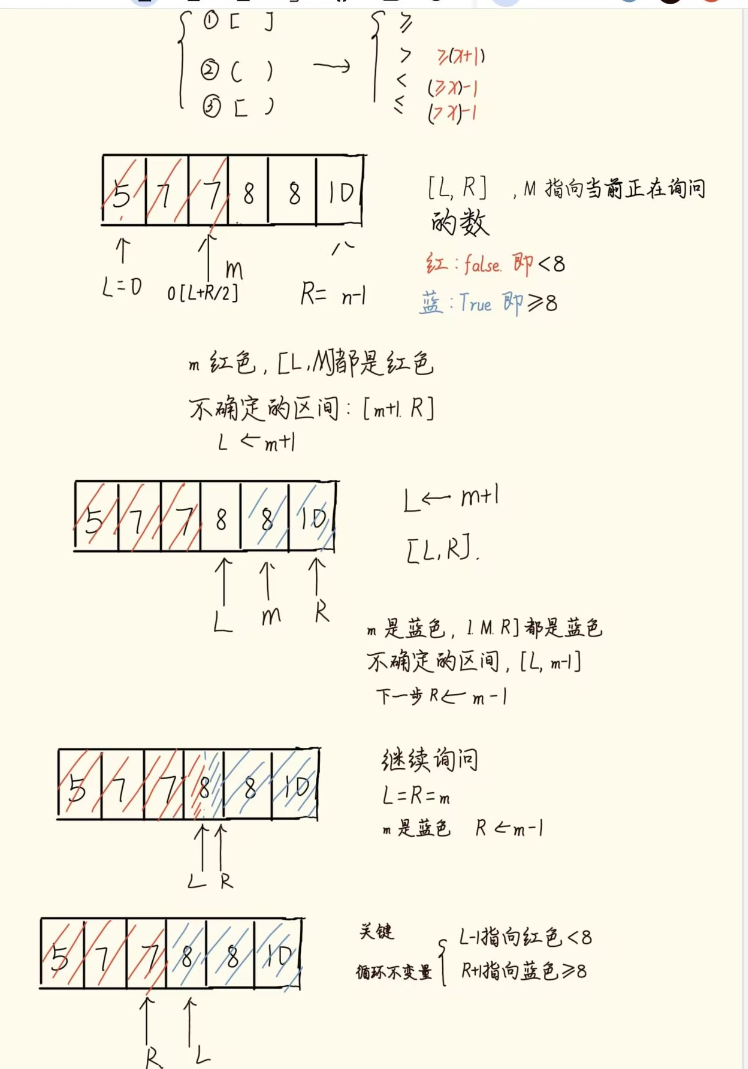 ① [ ]
② ( )
③ [ )
→
≥
> ≥(x+1)
< (≥x)-1
≤ (>x)-1
5 7 7 8 8 10
L=0
m
0[L+R/2]
R= n-1
[L, R] , M 指向当前正在询问
的数
红: false. 即<8
蓝: True 即≥8
m 红色, [L,M]都是红色
不确定的区间: [m+1. R]
L ← m+1
5 7 7 8 8 10
L m R
L ← m+1
[L,R].
m 是蓝色, [. M. R] 都是蓝色
不确定的区间, [L, m-1]
下一步 R ← m-1
5 7 7 8 8 10
L R
继续询问
L=R=m
m 是蓝色 R ← m-1
5 7 7 8 8 10
R L
关键
循环不变量
L-1指向红色<8
R+1指向蓝色≥8